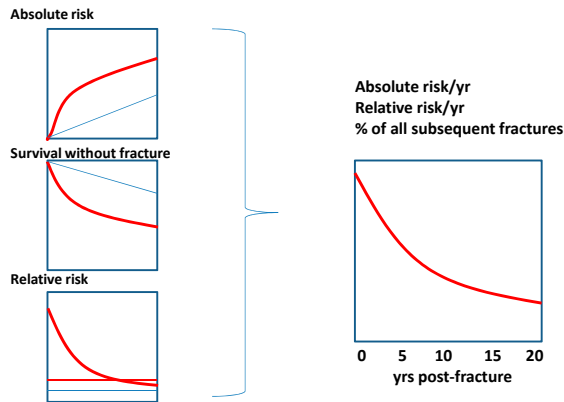 Absolute risk
Survival without fracture
Relative risk
Absolute risk/yr
Relative risk/yr
% of all subsequent fractures
0 5 10 15 20
yrs post-fracture